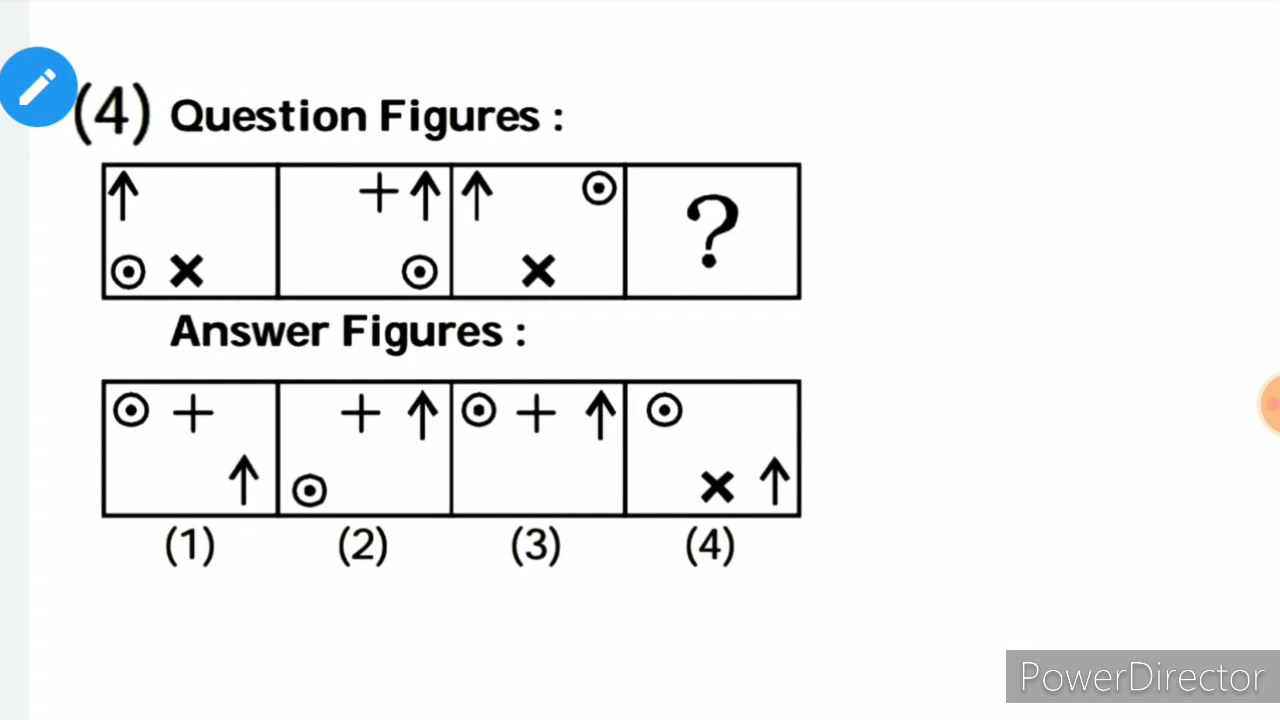 (4) Question Figures :
?
Answer Figures :
(1) (2) (3) (4)
PowerDirector